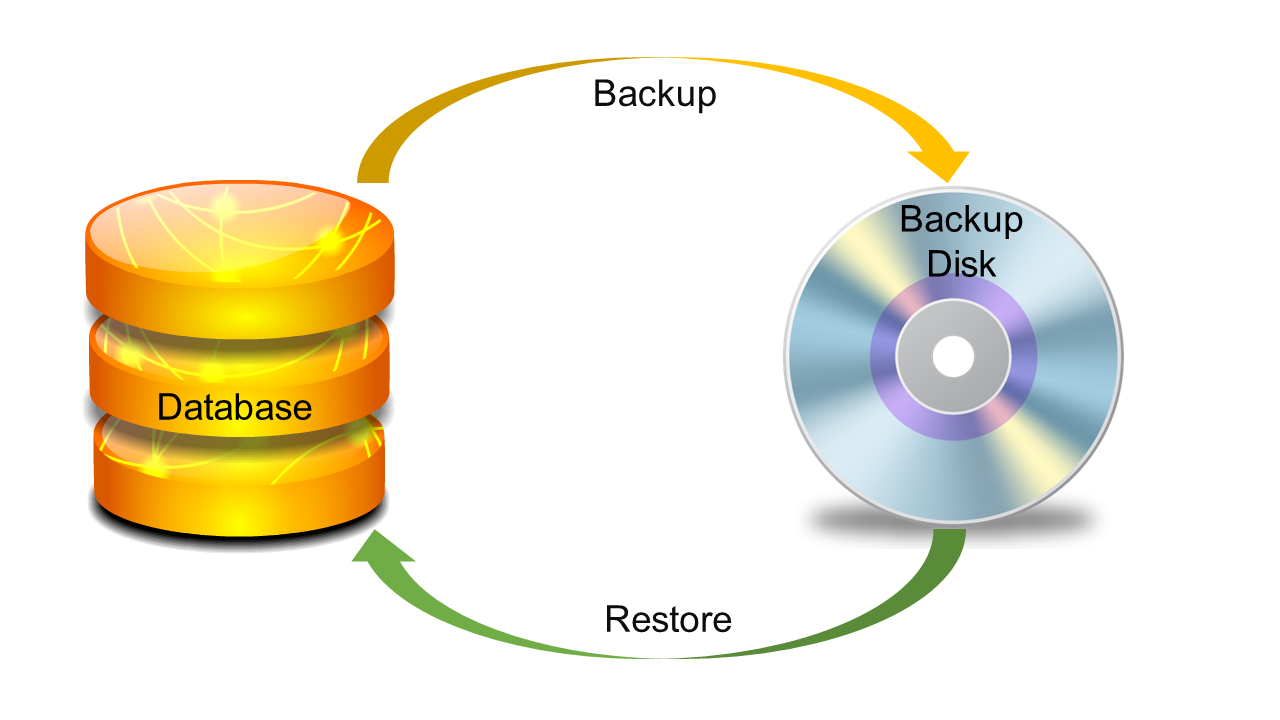 Backup
Backup
Disk
Database
Restore